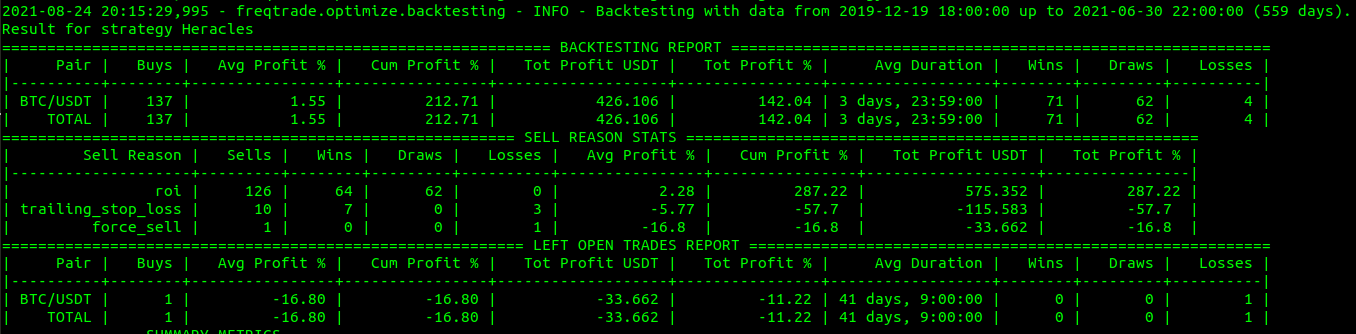 2021-08-24 20:15:29,995 - freqtrade.optimize.backtesting - INFO - Backtesting with data from 2019-12-19 18:00:00 up to 2021-06-30 22:00:00 (559 days).
Result for strategy Heracles
============================================================= BACKTESTING REPORT ============================================================
| Pair | Buys | Avg Profit % | Cum Profit % | Tot Profit USDT | Tot Profit % | Avg Duration | Wins | Draws | Losses |
|----------+--------+----------------+----------------+-------------------+----------------+------------------+--------+---------+----------|
| BTC/USDT | 137 | 1.55 | 212.71 | 426.106 | 142.04 | 3 days, 23:59:00 | 71 | 62 | 4 |
| TOTAL | 137 | 1.55 | 212.71 | 426.106 | 142.04 | 3 days, 23:59:00 | 71 | 62 | 4 |
========================================================= SELL REASON STATS =========================================================
| Sell Reason | Sells | Wins | Draws | Losses | Avg Profit % | Cum Profit % | Tot Profit USDT | Tot Profit % |
|--------------------+---------+--------+---------+----------+----------------+----------------+-------------------+----------------|
| roi | 126 | 64 | 62 | 0 | 2.28 | 287.22 | 575.352 | 287.22 |
| trailing_stop_loss | 10 | 7 | 0 | 3 | -5.77 | -57.7 | -115.583 | -57.7 |
| force_sell | 1 | 0 | 0 | 1 | -16.8 | -16.8 | -33.662 | -16.8 |
========================================================== LEFT OPEN TRADES REPORT ==========================================================
| Pair | Buys | Avg Profit % | Cum Profit % | Tot Profit USDT | Tot Profit % | Avg Duration | Wins | Draws | Losses |
|----------+--------+----------------+----------------+-------------------+----------------+------------------+--------+---------+----------|
| BTC/USDT | 1 | -16.80 | -16.80 | -33.662 | -11.22 | 41 days, 9:00:00 | 0 | 0 | 1 |
| TOTAL | 1 | -16.80 | -16.80 | -33.662 | -11.22 | 41 days, 9:00:00 | 0 | 0 | 1 |
SUMMARY METRICS